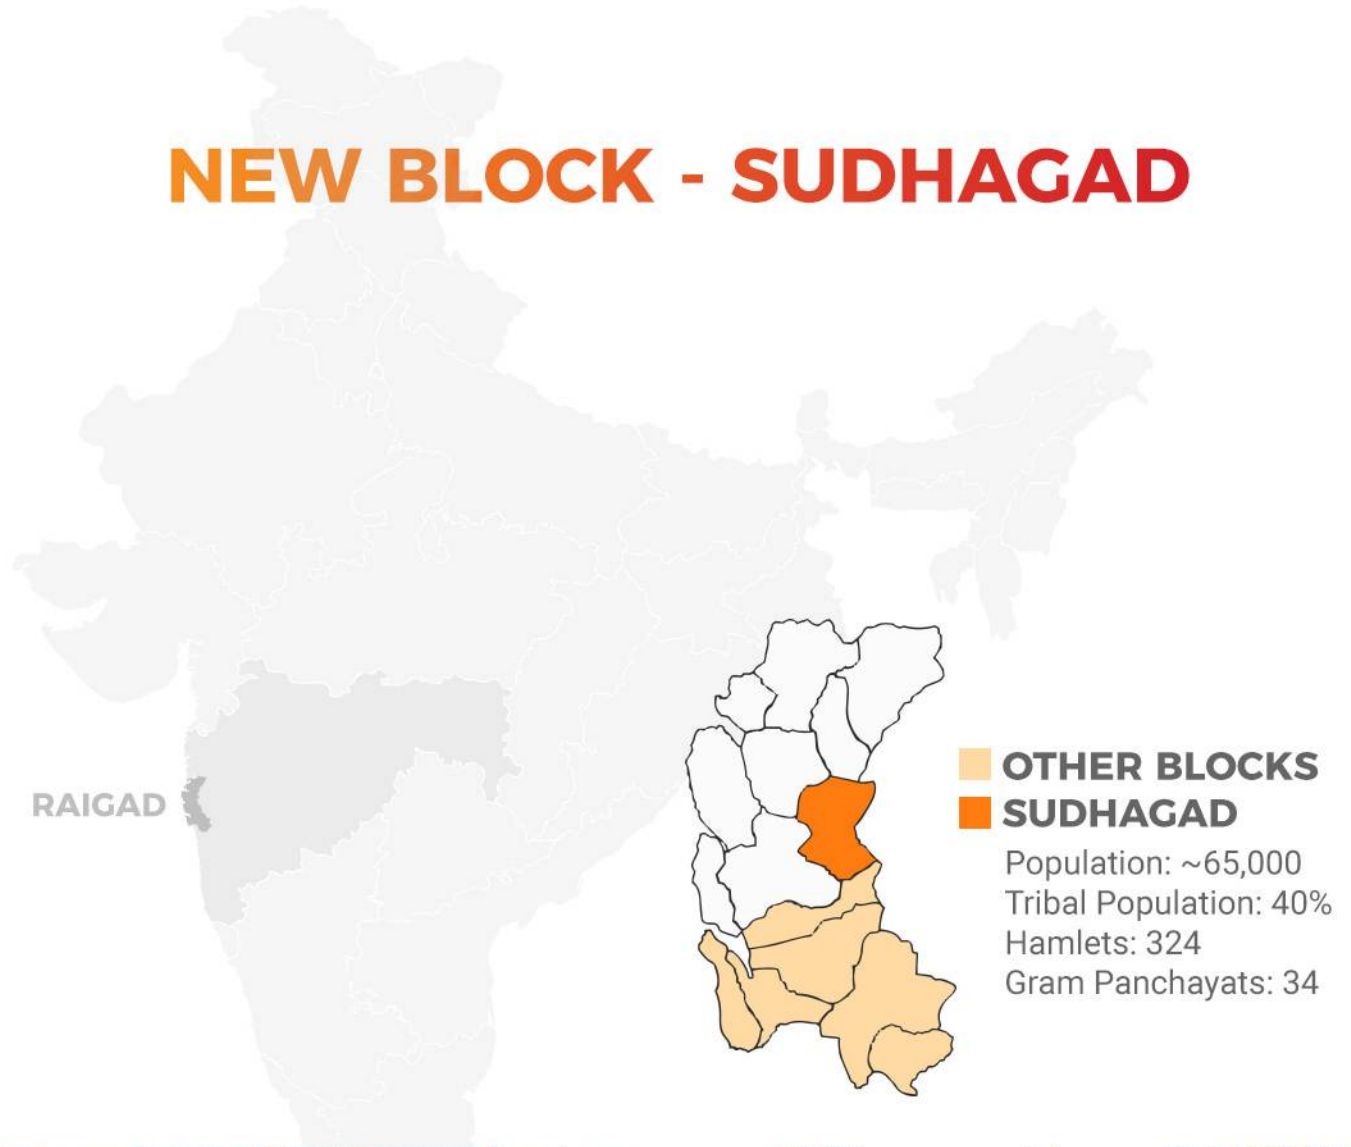 NEW BLOCK - SUDHAGAD
RAIGAD
OTHER BLOCKS
SUDHAGAD
Population: ~65,000
Tribal Population: 40%
Hamlets: 324
Gram Panchayats: 34